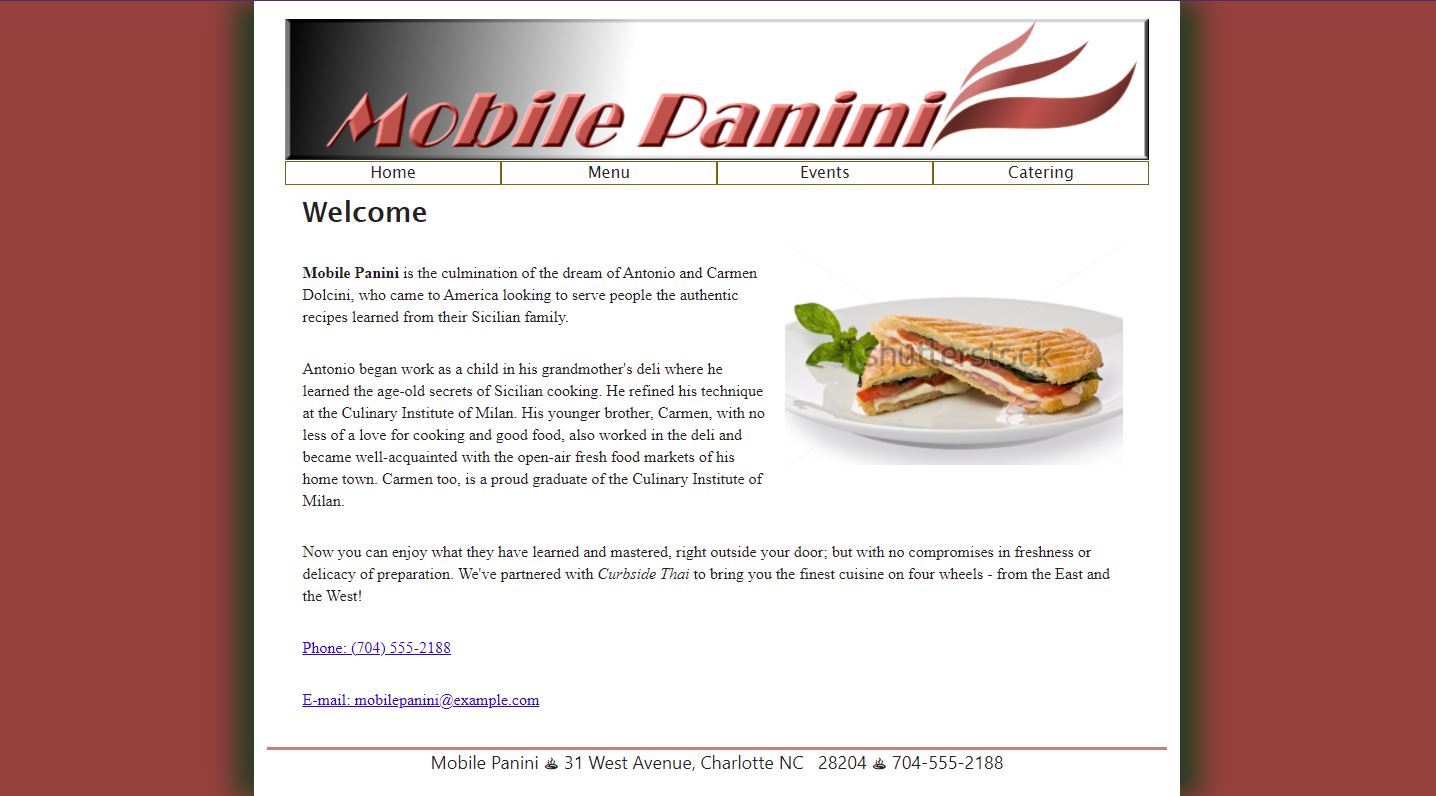 Mobile Panini
Home Menu Events Catering
Welcome
Mobile Panini is the culmination of the dream of Antonio and Carmen
Dolcini, who came to America looking to serve people the authentic
recipes learned from their Sicilian family.
shutterstock
Antonio began work as a child in his grandmother's deli where he
learned the age-old secrets of Sicilian cooking. He refined his technique
at the Culinary Institute of Milan. His younger brother, Carmen, with no
less of a love for cooking and good food, also worked in the deli and
became well-acquainted with the open-air fresh food markets of his
home town. Carmen too, is a proud graduate of the Culinary Institute of
Milan.
Now you can enjoy what they have learned and mastered, right outside your door; but with no compromises in freshness or
delicacy of preparation. We've partnered with Curbside Thai to bring you the finest cuisine on four wheels - from the East and
the West!
Phone: (704) 555-2188
E-mail: mobilepanini@example.com
Mobile Panini ♨ 31 West Avenue, Charlotte NC 28204 ♨ 704-555-2188